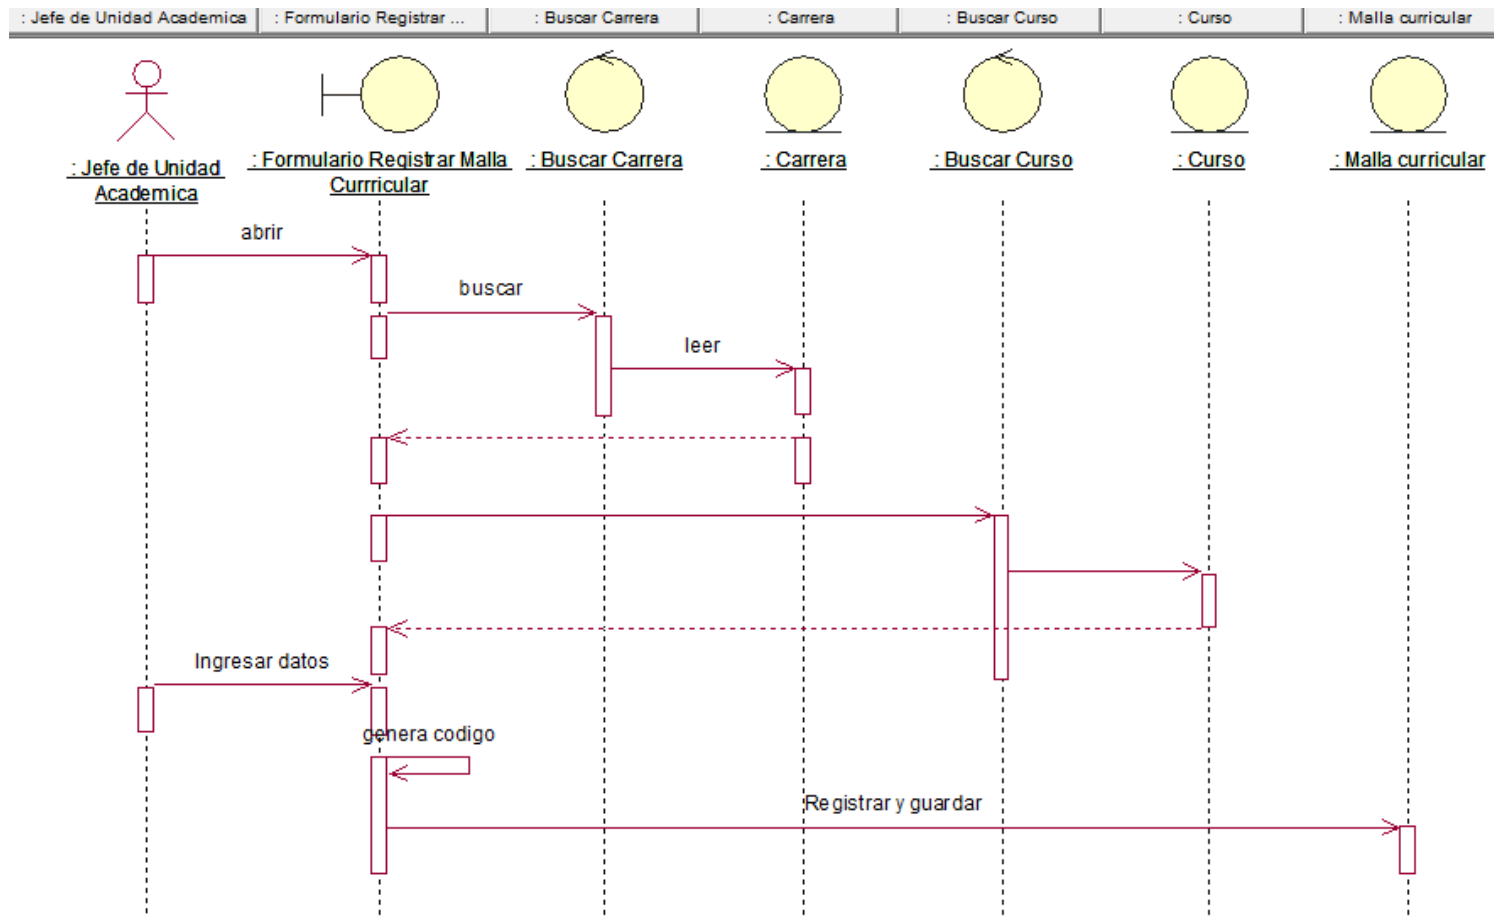 : Jefe de Unidad Academica
: Formulario Registrar ...
: Buscar Carrera
: Carrera
: Buscar Curso
: Curso
: Malla curricular
: Jefe de Unidad
Academica
: Formulario Registrar Malla
Currricular
: Buscar Carrera
: Carrera
: Buscar Curso
: Curso
: Malla curricular
abrir
buscar
leer
Ingresar datos
genera codigo
Registrar y guardar